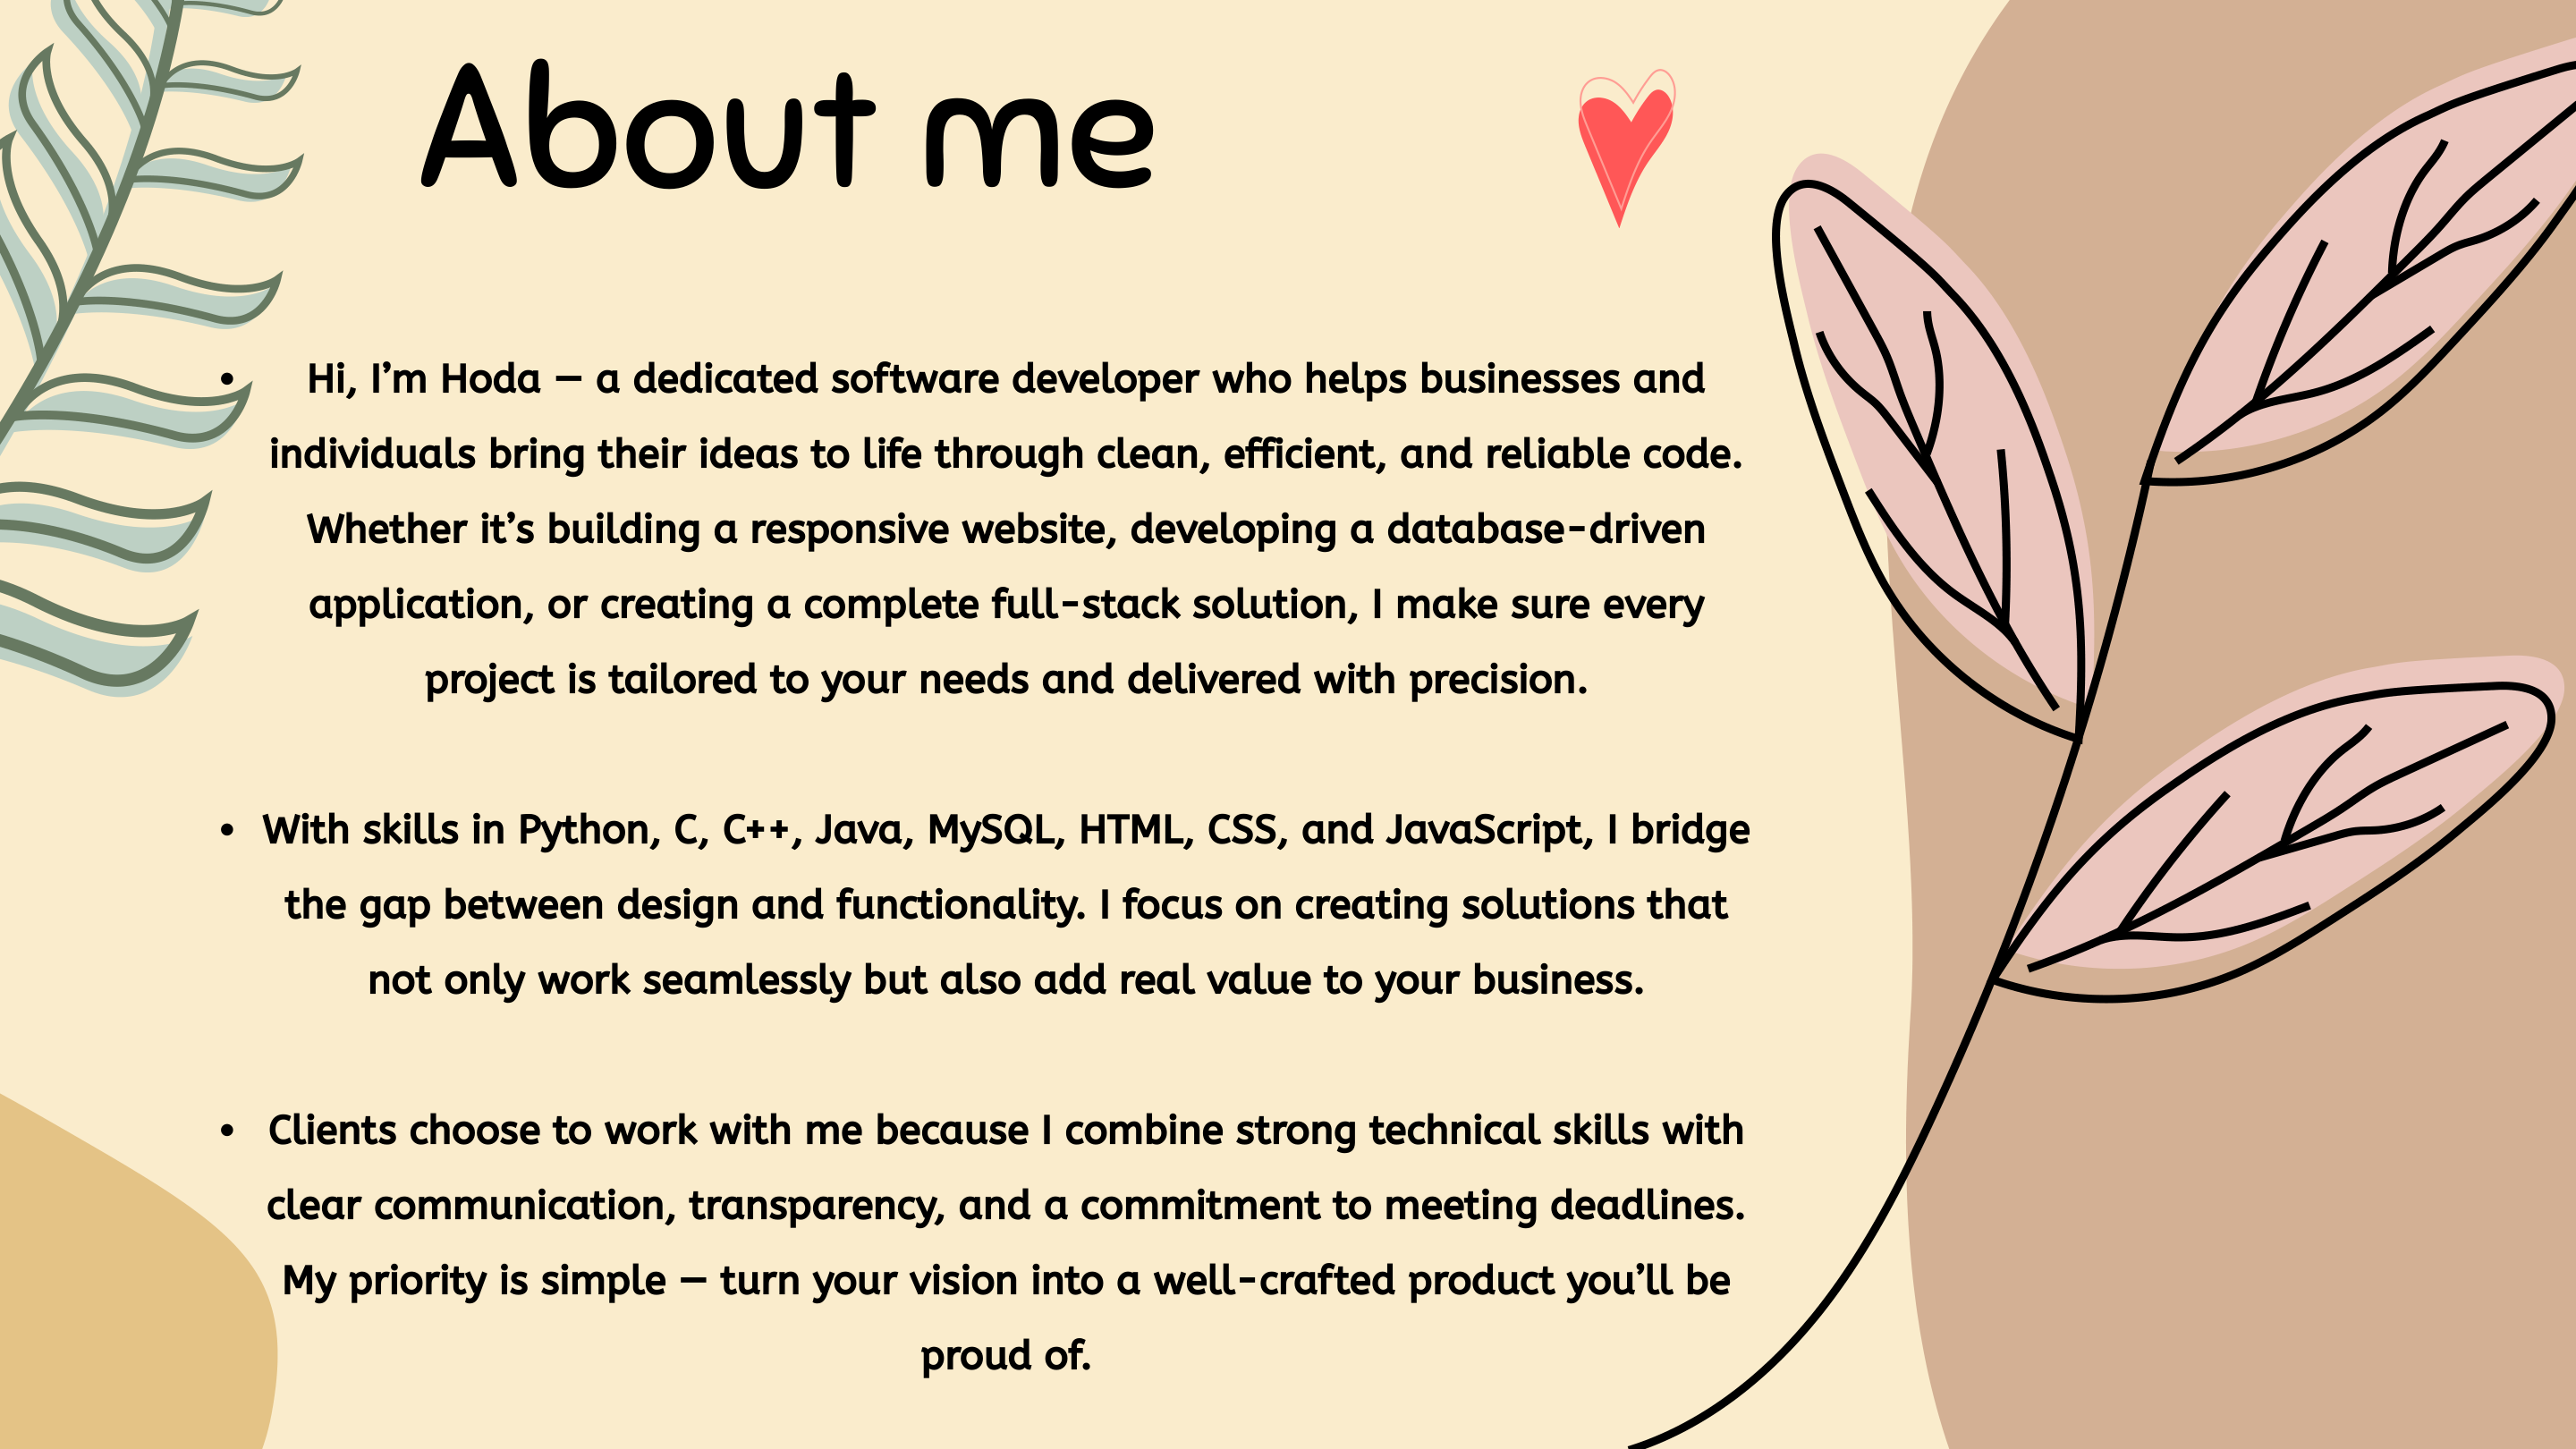 About me
• Hi, I’m Hoda – a dedicated software developer who helps businesses and
individuals bring their ideas to life through clean, efficient, and reliable code.
Whether it’s building a responsive website, developing a database-driven
application, or creating a complete full-stack solution, I make sure every
project is tailored to your needs and delivered with precision.
• With skills in Python, C, C++, Java, MySQL, HTML, CSS, and JavaScript, I bridge
the gap between design and functionality. I focus on creating solutions that
not only work seamlessly but also add real value to your business.
• Clients choose to work with me because I combine strong technical skills with
clear communication, transparency, and a commitment to meeting deadlines.
My priority is simple – turn your vision into a well-crafted product you’ll be
proud of.